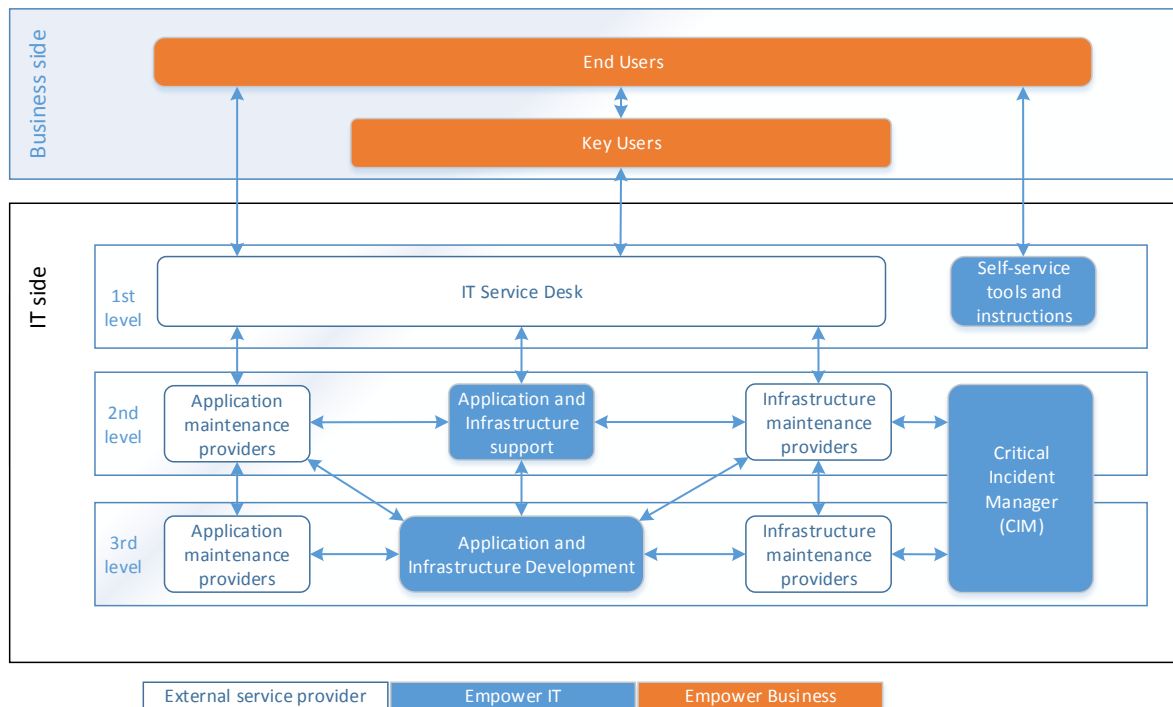 Business side
End Users
Key Users
IT side
1st
level
IT Service Desk
Self-service
tools and
instructions
2nd
level
Application
maintenance
providers
Application and
Infrastructure
support
Infrastructure
maintenance
providers
Critical
Incident
Manager
(CIM)
3rd
level
Application
maintenance
providers
Application and
Infrastructure Development
Infrastructure
maintenance
providers
External service provider
Empower IT
Empower Business